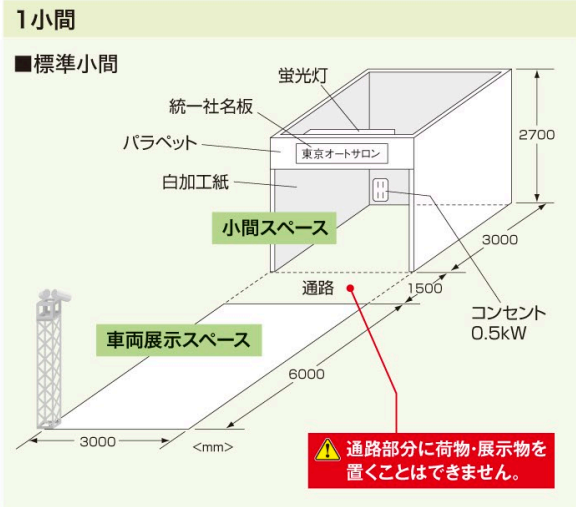 1小間
■標準小間
蛍光灯
統一社名板
パラペット
東京オートサロン
白加工紙
2700
小間スペース
3000
通路
1500
コンセント
0.5kW
車両展示スペース
6000
3000
<mm>
通路部分に荷物・展示物を
置くことはできません。